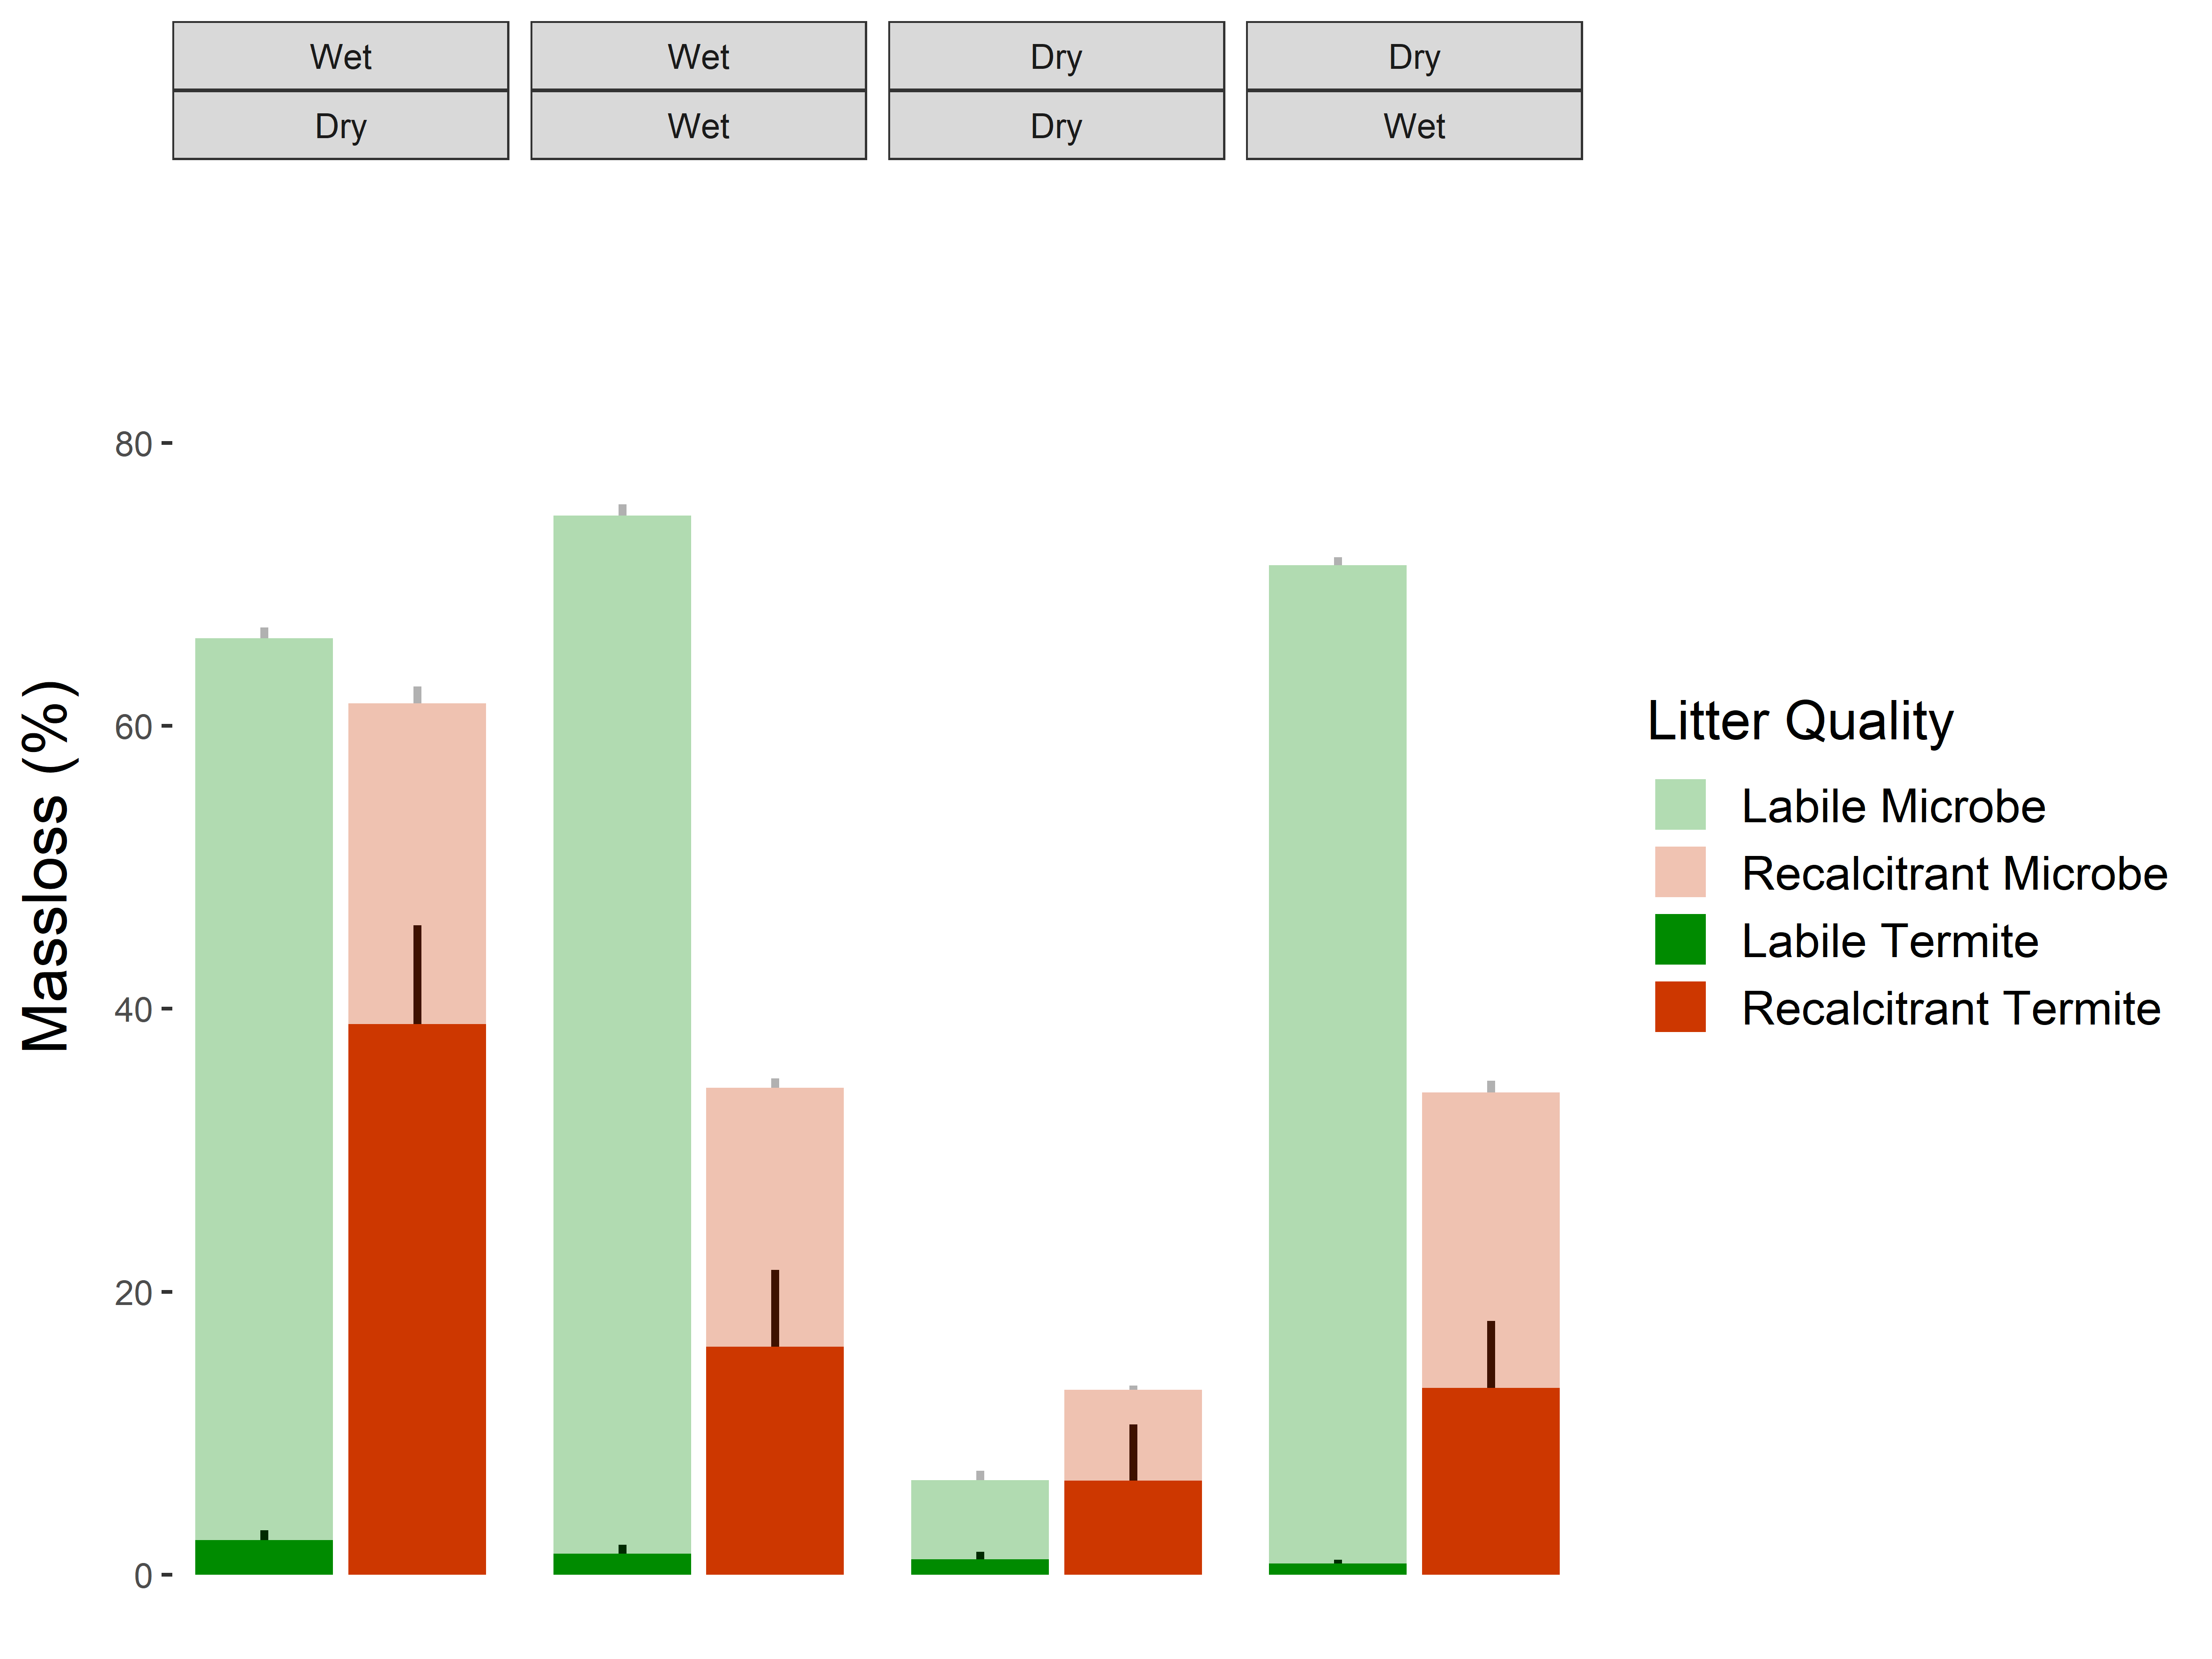 Wet Wet Dry Dry
Dry Wet Dry Wet
80
60
40
20
0
Massloss (%)
Litter Quality
Labile Microbe
Recalcitrant Microbe
Labile Termite
Recalcitrant Termite